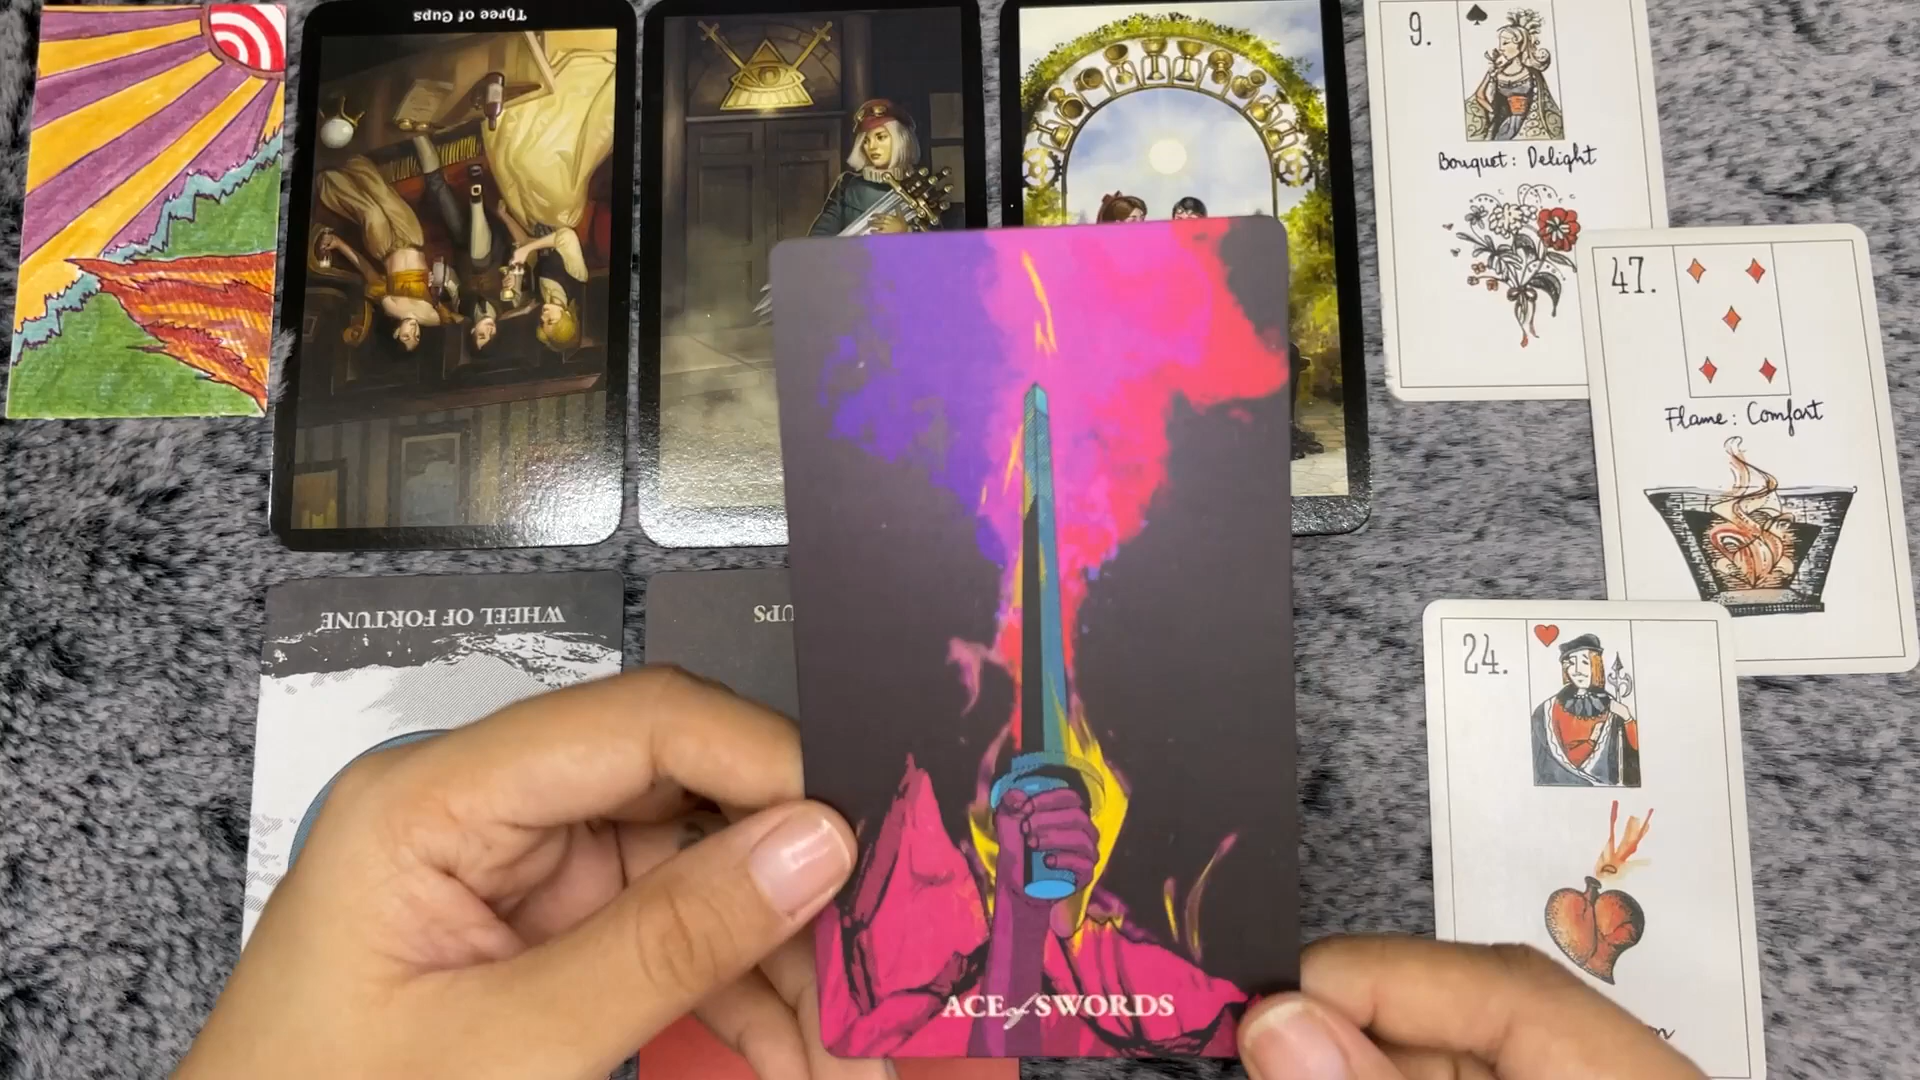 Three of Cups
9.
Bouquet: Delight
47.
Flame: Comfort
WHEEL OF FORTUNE
24.
ACE of SWORDS